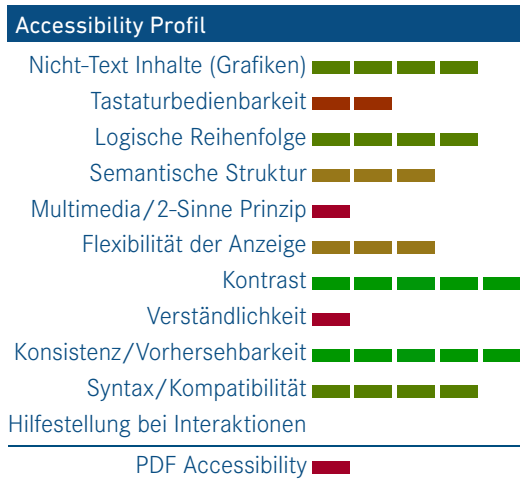 Accessibility Profil
Nicht-Text Inhalte (Grafiken)
Tastaturbedienbarkeit
Logische Reihenfolge
Semantische Struktur
Multimedia/2-Sinne Prinzip
Flexibilität der Anzeige
Kontrast
Verständlichkeit
Konsistenz/Vorhersehbarkeit
Syntax/Kompatibilität
Hilfestellung bei Interaktionen
PDF Accessibility